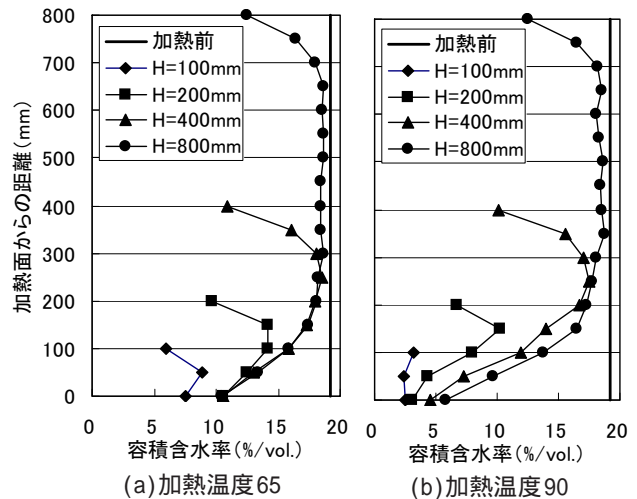 加熱前
H=100mm
H=200mm
H=400mm
H=800mm
加熱面からの距離(mm)
800
700
600
500
400
300
200
100
0
0 5 10 15 20
容積含水率(%/vol.)
(a)加熱温度65
加熱前
H=100mm
H=200mm
H=400mm
H=800mm
0 5 10 15 20
容積含水率(%/vol.)
(b)加熱温度90